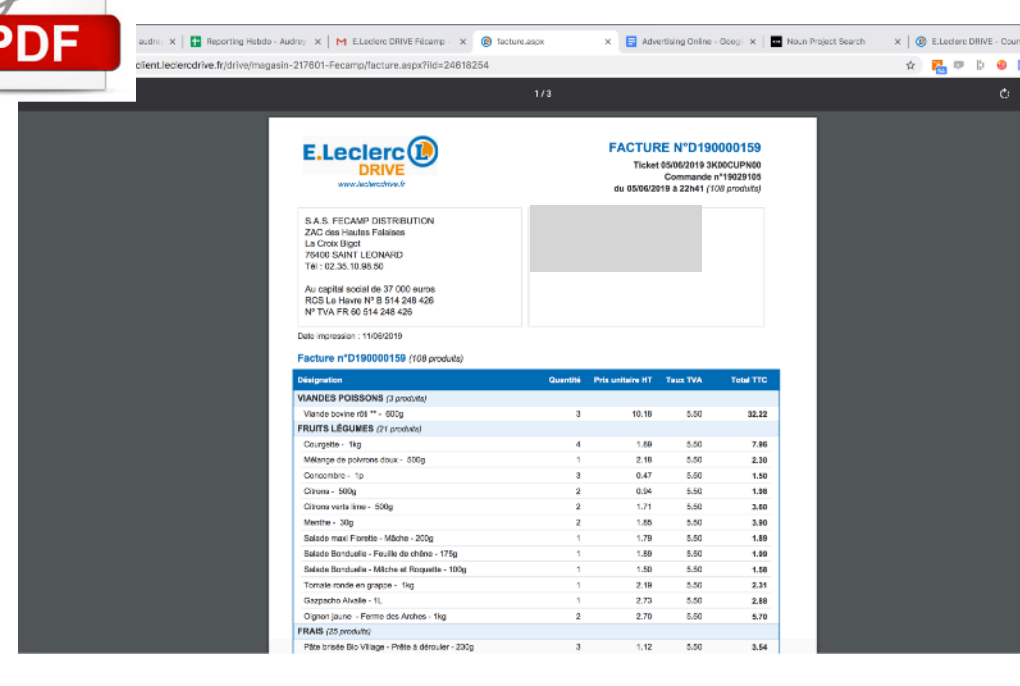 PDF
audre
Reporting Hebdo - Audrey
E.Leclerc DRIVE Fécamp -
facture.aspx
Advertising Online - Googl
Noun Project Search
E.Leclerc DRIVE - Cour
client.leclercdrive.fr/drive/magasin-217601-Fecamp/facture.aspx?iId=24618254
1 / 3
E.Leclerc L
DRIVE
www.leclercdrive.fr
FACTURE N°D190000159
Ticket 05/06/2019 3K00CUPN00
Commande n°19029105
du 05/06/2019 à 22h41 (108 produits)
S.A.S. FECAMP DISTRIBUTION
ZAC des Hautes Falaises
La Croix Bigot
76400 SAINT LEONARD
Tél : 02.35.10.98.50
Au capital social de 37 000 euros
RCS Le Havre N° B 514 248 426
N° TVA FR 60 514 248 426
Date impression : 11/06/2019
Facture n°D190000159 (108 produits)
Désignation Quantité Prix unitaire HT Taux TVA Total TTC
VIANDES POISSONS (3 produits)
Viande bovine rôti ** - 600g 3 10.18 5.50 32.22
FRUITS LÉGUMES (21 produits)
Courgette - 1kg 4 1.89 5.50 7.96
Mélange de poivrons doux - 500g 1 2.18 5.50 2.30
Concombre - 1p 3 0.47 5.50 1.50
Citrons - 500g 2 0.94 5.50 1.98
Citrons verts lime - 500g 2 1.71 5.50 3.60
Menthe - 30g 2 1.85 5.50 3.90
Salade maxi Florette - Mâche - 200g 1 1.79 5.50 1.89
Salade Bonduelle - Feuille de chêne - 175g 1 1.89 5.50 1.99
Salade Bonduelle - Mâche et Roquette - 100g 1 1.50 5.50 1.58
Tomate ronde en grappe - 1kg 1 2.19 5.50 2.31
Gazpacho Alvalle - 1L 1 2.73 5.50 2.88
Oignon jaune - Ferme des Arches - 1kg 2 2.70 5.50 5.70
FRAIS (25 produits)
Pâte brisée Bio Village - Prête à dérouler - 230g 3 1.12 5.50 3.54